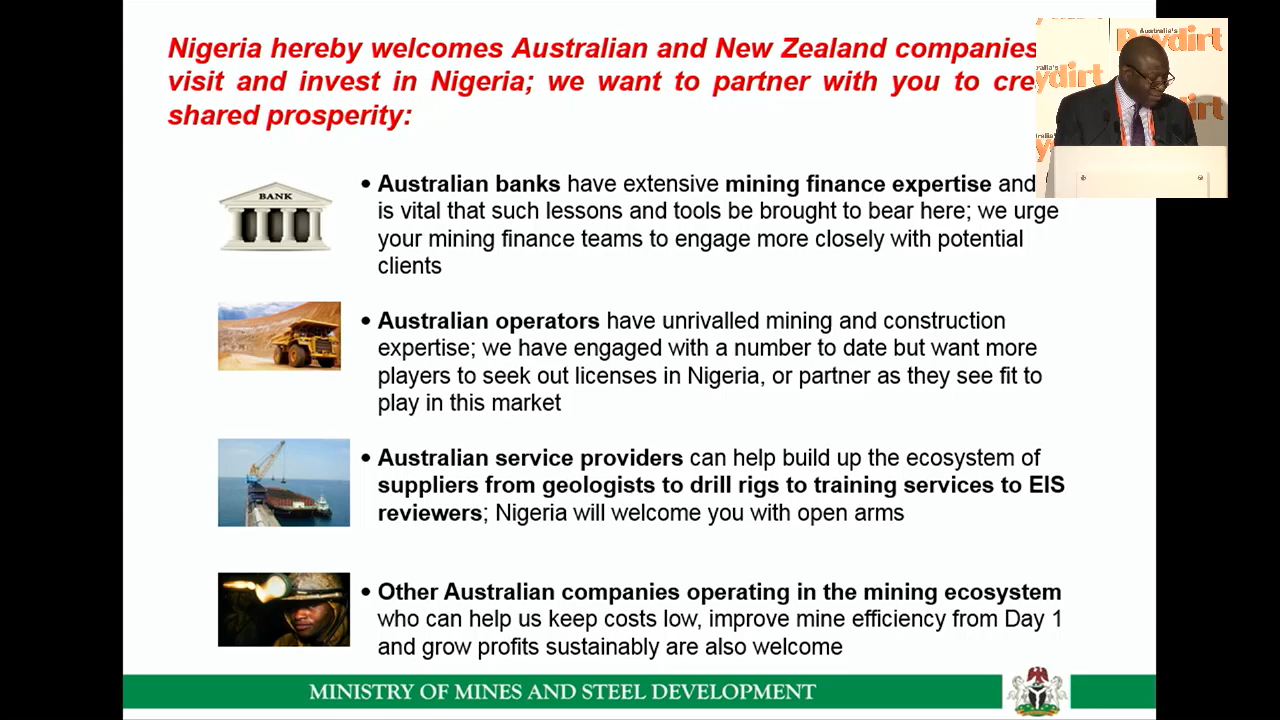 Nigeria hereby welcomes Australian and New Zealand companies
visit and invest in Nigeria; we want to partner with you to cre
shared prosperity:
Australia's
Paydirt
BANK
• Australian banks have extensive mining finance expertise and
is vital that such lessons and tools be brought to bear here; we urge
your mining finance teams to engage more closely with potential
clients
• Australian operators have unrivalled mining and construction
expertise; we have engaged with a number to date but want more
players to seek out licenses in Nigeria, or partner as they see fit to
play in this market
• Australian service providers can help build up the ecosystem of
suppliers from geologists to drill rigs to training services to EIS
reviewers; Nigeria will welcome you with open arms
• Other Australian companies operating in the mining ecosystem
who can help us keep costs low, improve mine efficiency from Day 1
and grow profits sustainably are also welcome
MINISTRY OF MINES AND STEEL DEVELOPMENT